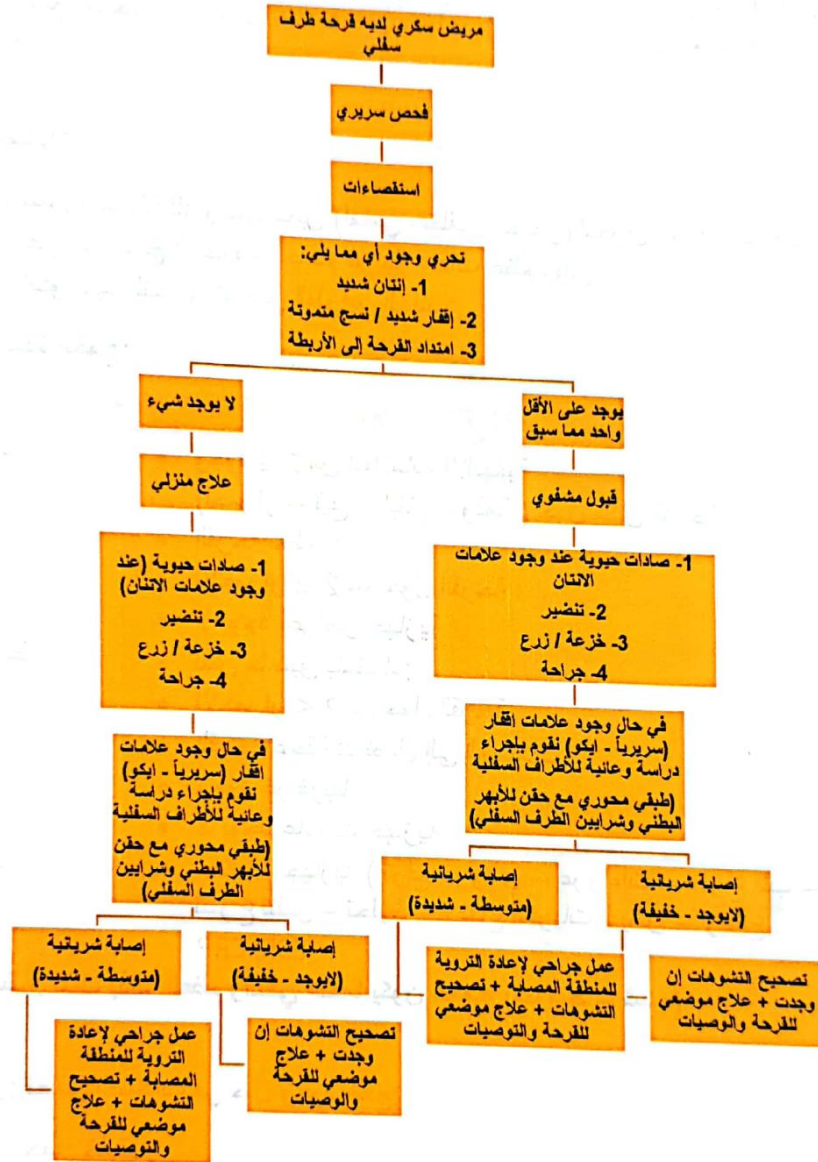 مريض سكري لديه قرحة طرف
سفلي
فحص سريري
استقصاءات
تحري وجود أي مما يلي:
1- إنتان شديد
2- إقفار شديد / نسج متموتة
3- امتداد القرحة إلى الأربطة
يوجد على الأقل
واحد مما سبق
قبول مشفوي
1- صادات حيوية عند وجود علامات
الانتان
2- تنضير
3- خزعة / زرع
4- جراحة
في حال وجود علامات اقفار
(سريرياً - ايكو) نقوم بإجراء
دراسة وعائية للأطراف السفلية
(طبقي محوري مع حقن للأبهر
البطني وشرايين الطرف السفلي)
إصابة شريانية
(لايوجد - خفيفة)
تصحيح التشوهات إن
وجدت + علاج موضعي
للقرحة والوصيات
إصابة شريانية
(متوسطة - شديدة)
عمل جراحي لإعادة التروية
للمنطقة المصابة + تصحيح
التشوهات + علاج موضعي
للقرحة والتوصيات
لا يوجد شيء
علاج منزلي
1- صادات حيوية (عند
وجود علامات الانتان)
2- تنضير
3- خزعة / زرع
4- جراحة
في حال وجود علامات
اقفار (سريرياً - ايكو)
نقوم بإجراء دراسة
وعائية للأطراف السفلية
(طبقي محوري مع حقن
للأبهر البطني وشرايين
الطرف السفلي)
إصابة شريانية
(لايوجد - خفيفة)
تصحيح التشوهات إن
وجدت + علاج
موضعي للقرحة
والوصيات
إصابة شريانية
(متوسطة - شديدة)
عمل جراحي لإعادة
التروية للمنطقة
المصابة + تصحيح
التشوهات + علاج
موضعي للقرحة
والتوصيات